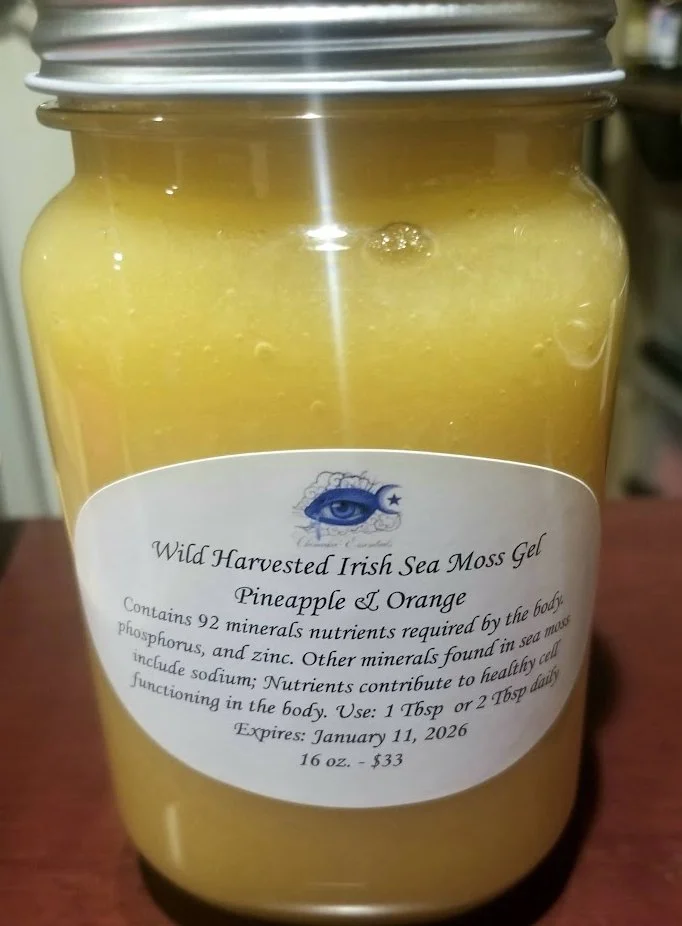 Wild Harvested Irish Sea Moss Gel
Pineapple & Orange
Contains 92 minerals nutrients required by the body.
phosphorus, and zinc. Other minerals found in sea moss
include sodium; Nutrients contribute to healthy cell
functioning in the body. Use: 1 Tbsp or 2 Tbsp daily
Expires: January 11, 2026
16 oz. - $33